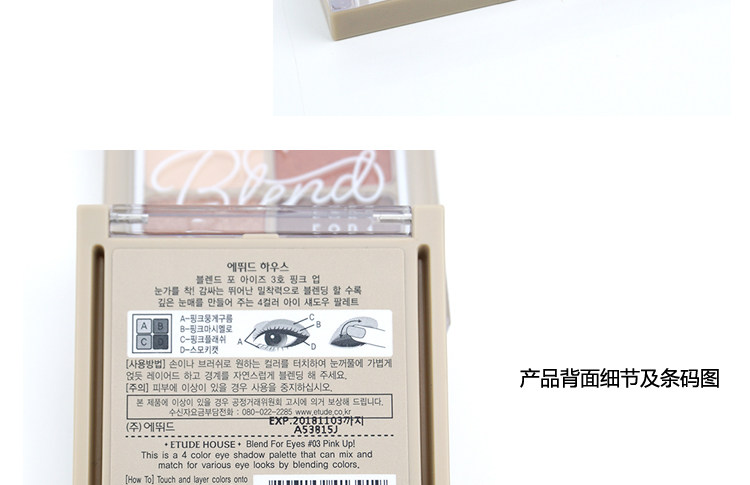 Blend
에뛰드 하우스
블렌드 포 아이즈 3호 핑크 업
눈가를 착! 감싸는 뛰어난 밀착력으로 블렌딩 할 수록
깊은 눈매를 만들어 주는 4컬러 아이 섀도우 팔레트
A B
C D
A-핑크뭉게구름
B-핑크마시멜로
C-핑크플래쉬
D-스모키캣
C
B
A
D
[사용방법] 손이나 브러쉬로 원하는 컬러를 터치하여 눈꺼풀에 가볍게
얹듯 레이어드 하고 경계를 자연스럽게 블렌딩 해 주세요.
[주의] 피부에 이상이 있을 경우 사용을 중지하십시오.
본 제품에 이상이 있을 경우 공정거래위원회 고시에 의거 보상해 드립니다.
수신자요금부담전화 : 080-022-2285 www.etude.co.kr
(주) 에뛰드
EXP.20181103까지
A5381SJ
• ETUDE HOUSE • Blend For Eyes #03 Pink Up!
This is a 4 color eye shadow palette that can mix and
match for various eye looks by blending colors.
[How To] Touch and layer colors onto
产品背面细节及条码图